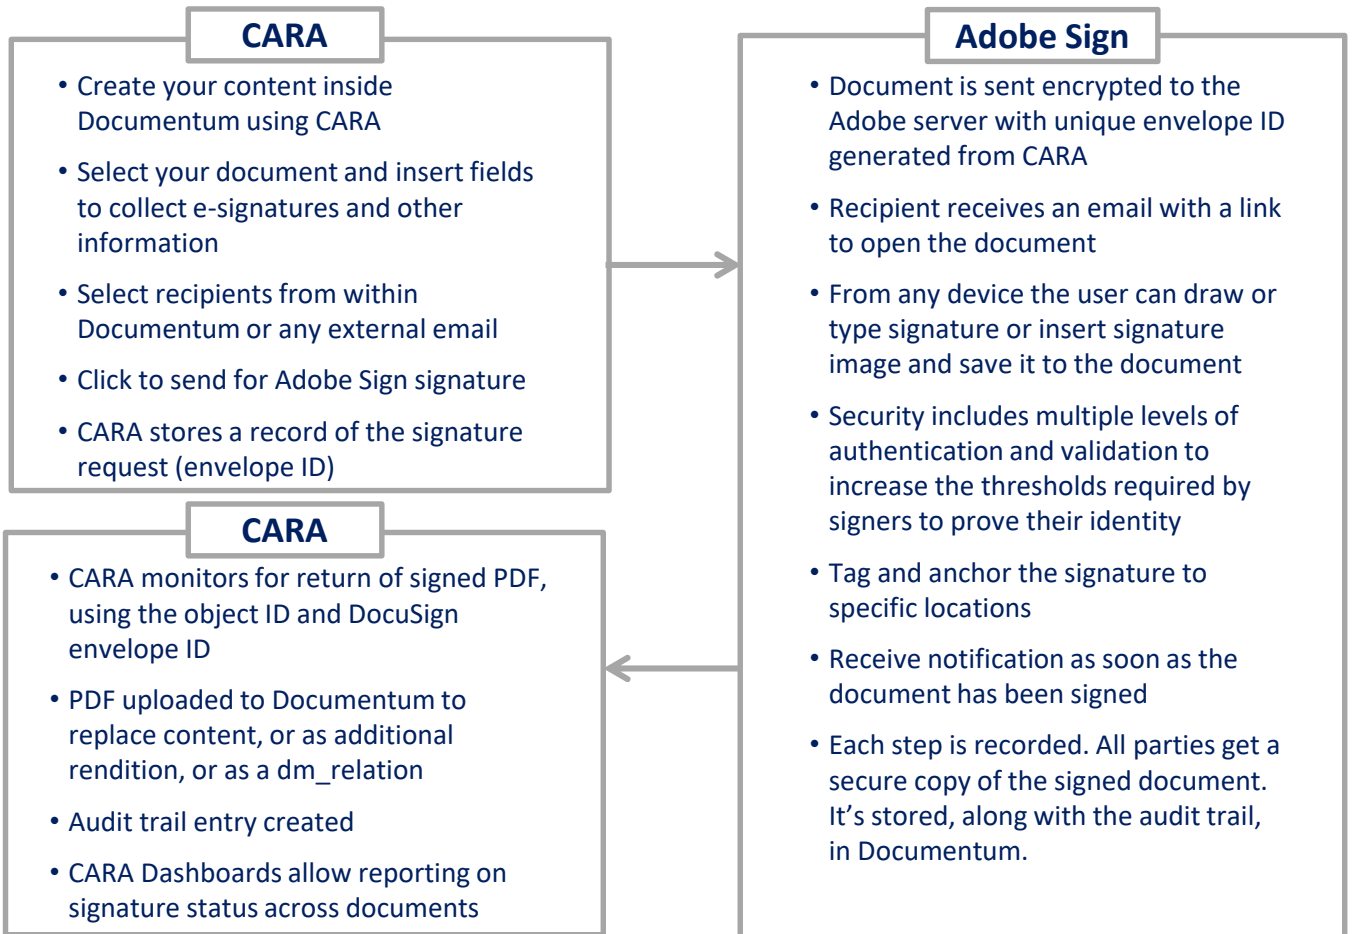 CARA
• Create your content inside
Documentum using CARA
• Select your document and insert fields
to collect e-signatures and other
information
• Select recipients from within
Documentum or any external email
• Click to send for Adobe Sign signature
• CARA stores a record of the signature
request (envelope ID)
Adobe Sign
• Document is sent encrypted to the
Adobe server with unique envelope ID
generated from CARA
• Recipient receives an email with a link
to open the document
• From any device the user can draw or
type signature or insert signature
image and save it to the document
• Security includes multiple levels of
authentication and validation to
increase the thresholds required by
signers to prove their identity
• Tag and anchor the signature to
specific locations
• Receive notification as soon as the
document has been signed
• Each step is recorded. All parties get a
secure copy of the signed document.
It’s stored, along with the audit trail,
in Documentum.
CARA
• CARA monitors for return of signed PDF,
using the object ID and DocuSign
envelope ID
• PDF uploaded to Documentum to
replace content, or as additional
rendition, or as a dm_relation
• Audit trail entry created
• CARA Dashboards allow reporting on
signature status across documents